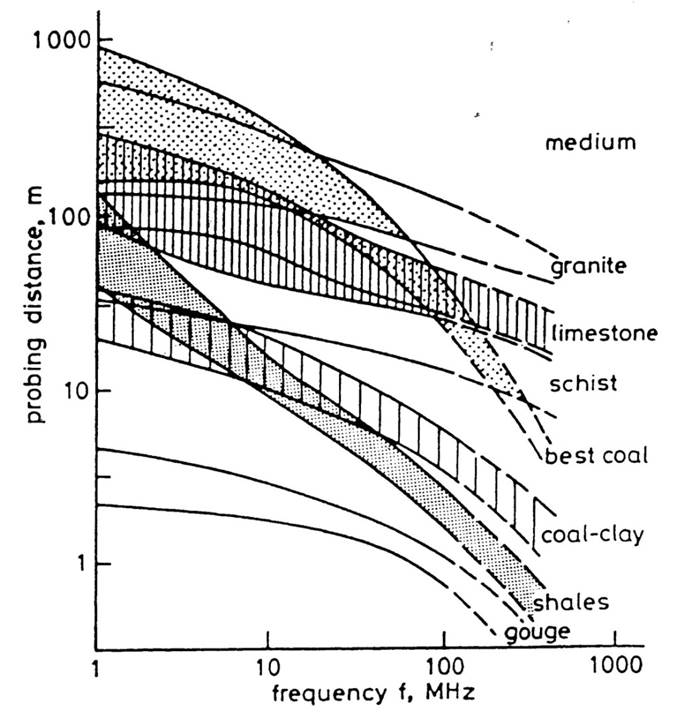 1000
medium
100
granite
limestone
schist
10
best coal
coal-clay
1
shales
gouge
probing distance, m
1 10 100 1000
frequency f, MHz